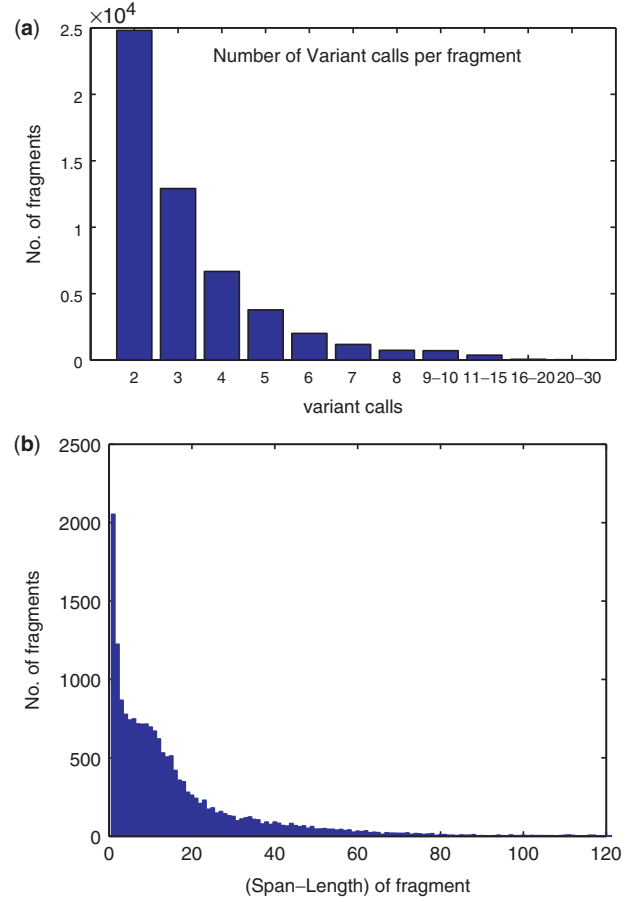 (a)
×10⁴
Number of Variant calls per fragment
No. of fragments
2.5
2
1.5
1
0.5
0
2 3 4 5 6 7 8 9–10 11–15 16–20 20–30
variant calls
(b)
No. of fragments
2500
2000
1500
1000
500
0
0 20 40 60 80 100 120
(Span–Length) of fragment